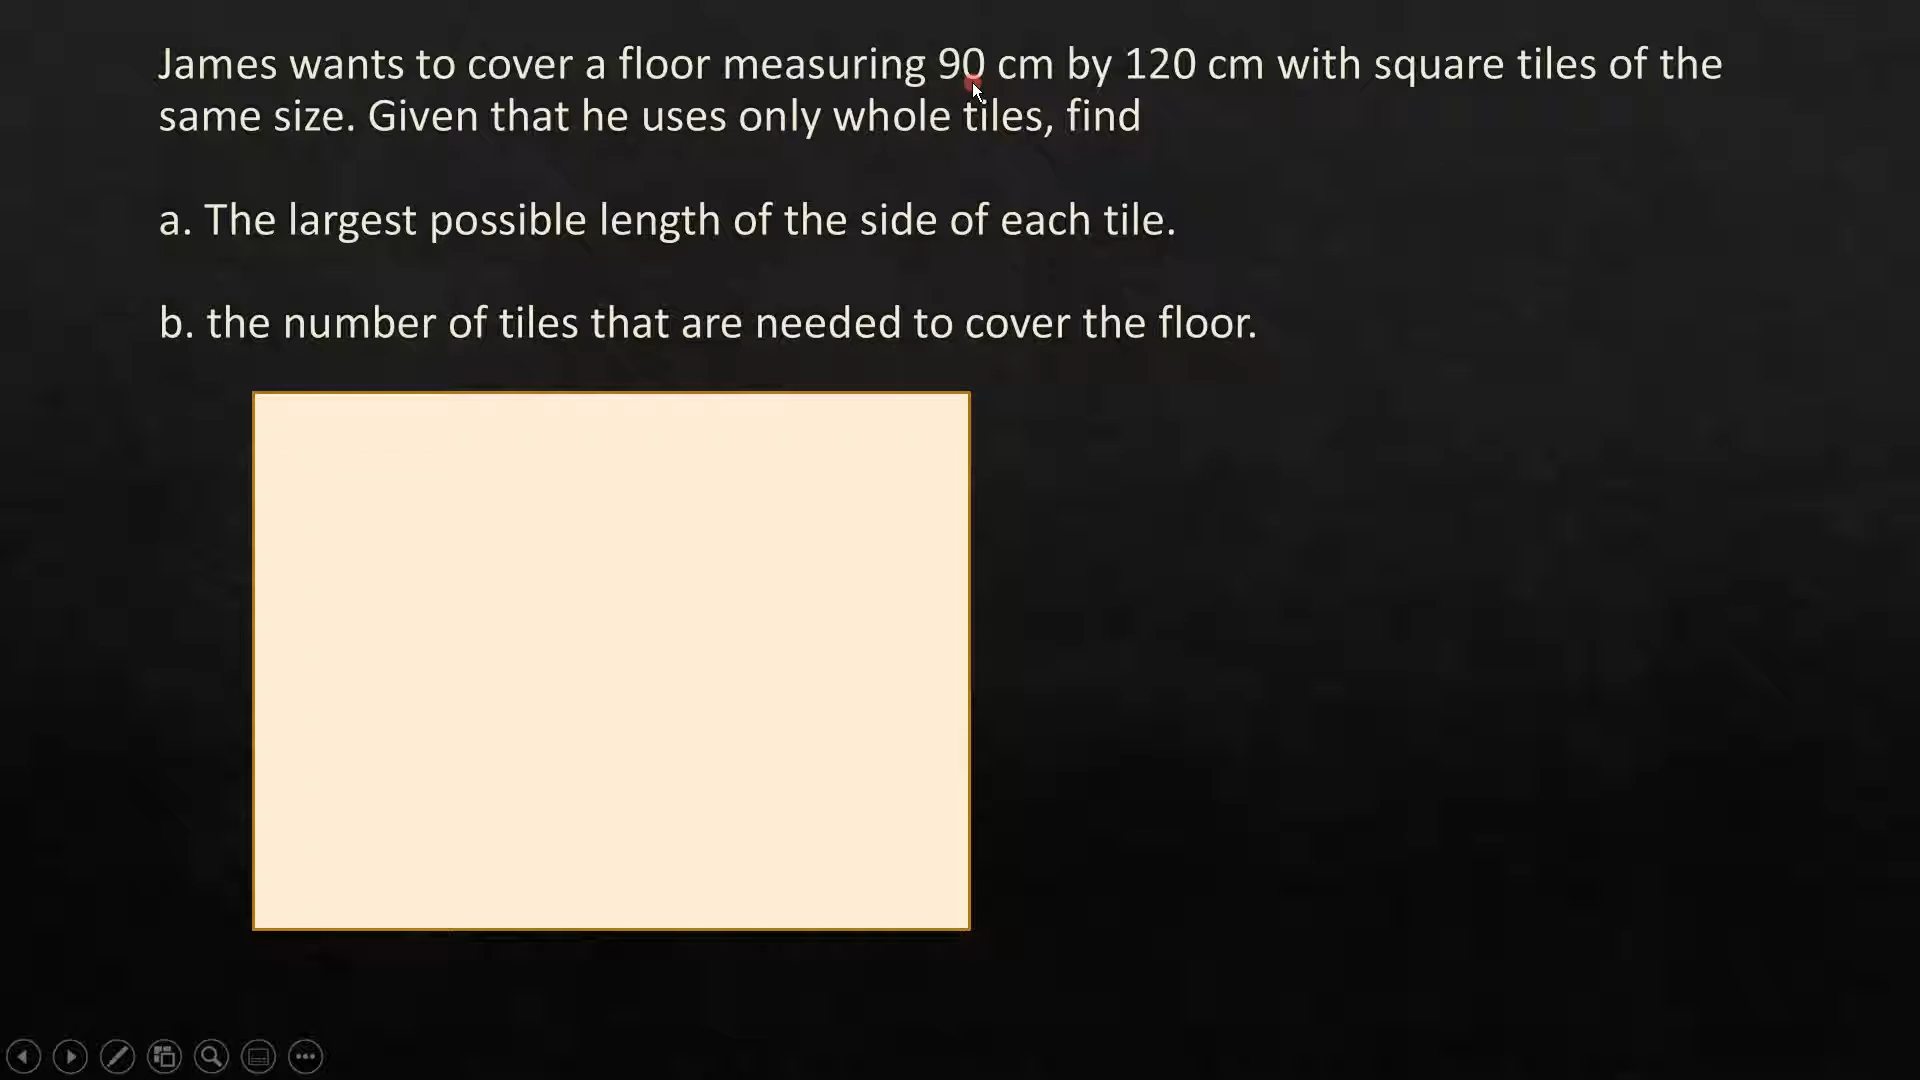 James wants to cover a floor measuring 90 cm by 120 cm with square tiles of the
same size. Given that he uses only whole tiles, find
a. The largest possible length of the side of each tile.
b. the number of tiles that are needed to cover the floor.